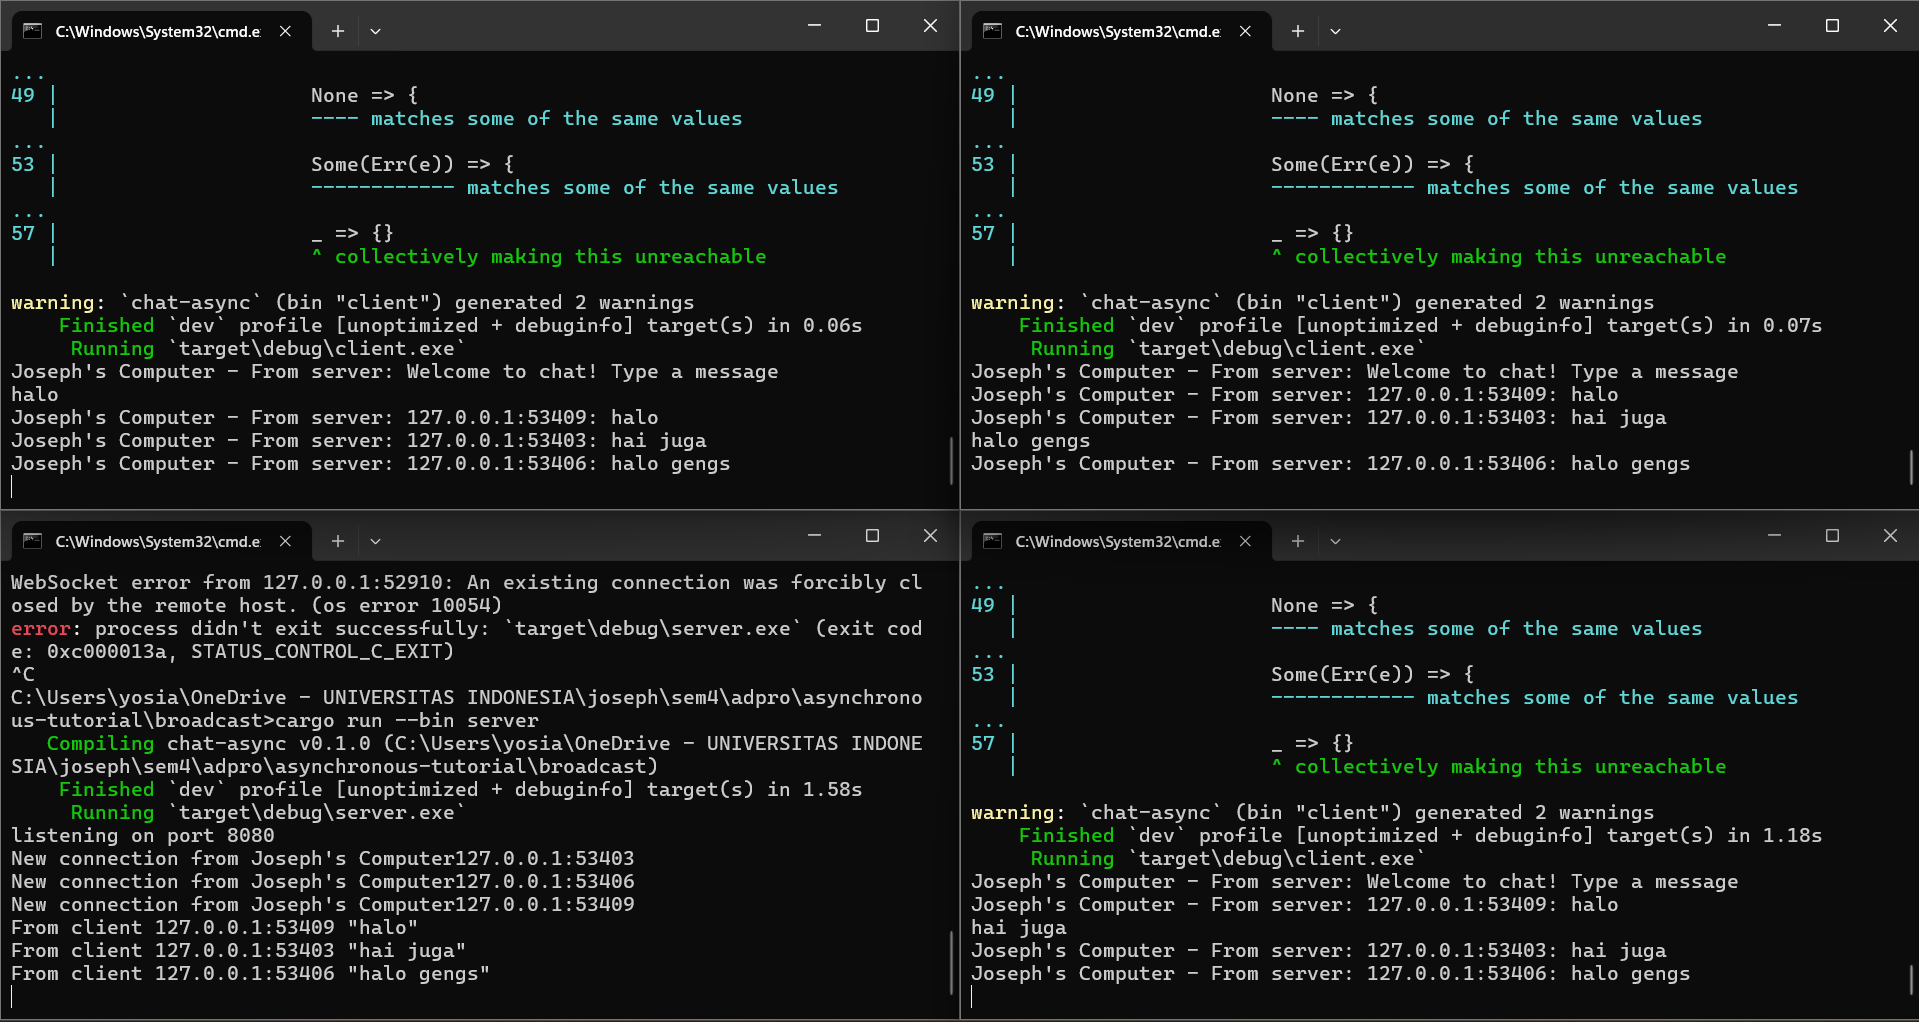 C:\Windows\System32\cmd.e
...
49 |                     None => {
   |                     ---- matches some of the same values
...
53 |                     Some(Err(e)) => {
   |                     ------------ matches some of the same values
...
57 |                     _ => {}
   |                     ^ collectively making this unreachable
warning: `chat-async` (bin "client") generated 2 warnings
    Finished `dev` profile [unoptimized + debuginfo] target(s) in 0.06s
     Running `target\debug\client.exe`
Joseph's Computer - From server: Welcome to chat! Type a message
halo
Joseph's Computer - From server: 127.0.0.1:53409: halo
Joseph's Computer - From server: 127.0.0.1:53403: hai juga
Joseph's Computer - From server: 127.0.0.1:53406: halo gengs
C:\Windows\System32\cmd.e
...
49 |                     None => {
   |                     ---- matches some of the same values
...
53 |                     Some(Err(e)) => {
   |                     ------------ matches some of the same values
...
57 |                     _ => {}
   |                     ^ collectively making this unreachable
warning: `chat-async` (bin "client") generated 2 warnings
    Finished `dev` profile [unoptimized + debuginfo] target(s) in 0.07s
     Running `target\debug\client.exe`
Joseph's Computer - From server: Welcome to chat! Type a message
Joseph's Computer - From server: 127.0.0.1:53409: halo
Joseph's Computer - From server: 127.0.0.1:53403: hai juga
halo gengs
Joseph's Computer - From server: 127.0.0.1:53406: halo gengs
C:\Windows\System32\cmd.e
WebSocket error from 127.0.0.1:52910: An existing connection was forcibly cl
osed by the remote host. (os error 10054)
error: process didn't exit successfully: `target\debug\server.exe` (exit cod
e: 0xc000013a, STATUS_CONTROL_C_EXIT)
^C
C:\Users\yosia\OneDrive - UNIVERSITAS INDONESIA\joseph\sem4\adpro\asynchrono
us-tutorial\broadcast>cargo run --bin server
   Compiling chat-async v0.1.0 (C:\Users\yosia\OneDrive - UNIVERSITAS INDONE
SIA\joseph\sem4\adpro\asynchronous-tutorial\broadcast)
    Finished `dev` profile [unoptimized + debuginfo] target(s) in 1.58s
     Running `target\debug\server.exe`
listening on port 8080
New connection from Joseph's Computer127.0.0.1:53403
New connection from Joseph's Computer127.0.0.1:53406
New connection from Joseph's Computer127.0.0.1:53409
From client 127.0.0.1:53409 "halo"
From client 127.0.0.1:53403 "hai juga"
From client 127.0.0.1:53406 "halo gengs"
C:\Windows\System32\cmd.e
...
49 |                     None => {
   |                     ---- matches some of the same values
...
53 |                     Some(Err(e)) => {
   |                     ------------ matches some of the same values
...
57 |                     _ => {}
   |                     ^ collectively making this unreachable
warning: `chat-async` (bin "client") generated 2 warnings
    Finished `dev` profile [unoptimized + debuginfo] target(s) in 1.18s
     Running `target\debug\client.exe`
Joseph's Computer - From server: Welcome to chat! Type a message
Joseph's Computer - From server: 127.0.0.1:53409: halo
hai juga
Joseph's Computer - From server: 127.0.0.1:53403: hai juga
Joseph's Computer - From server: 127.0.0.1:53406: halo gengs